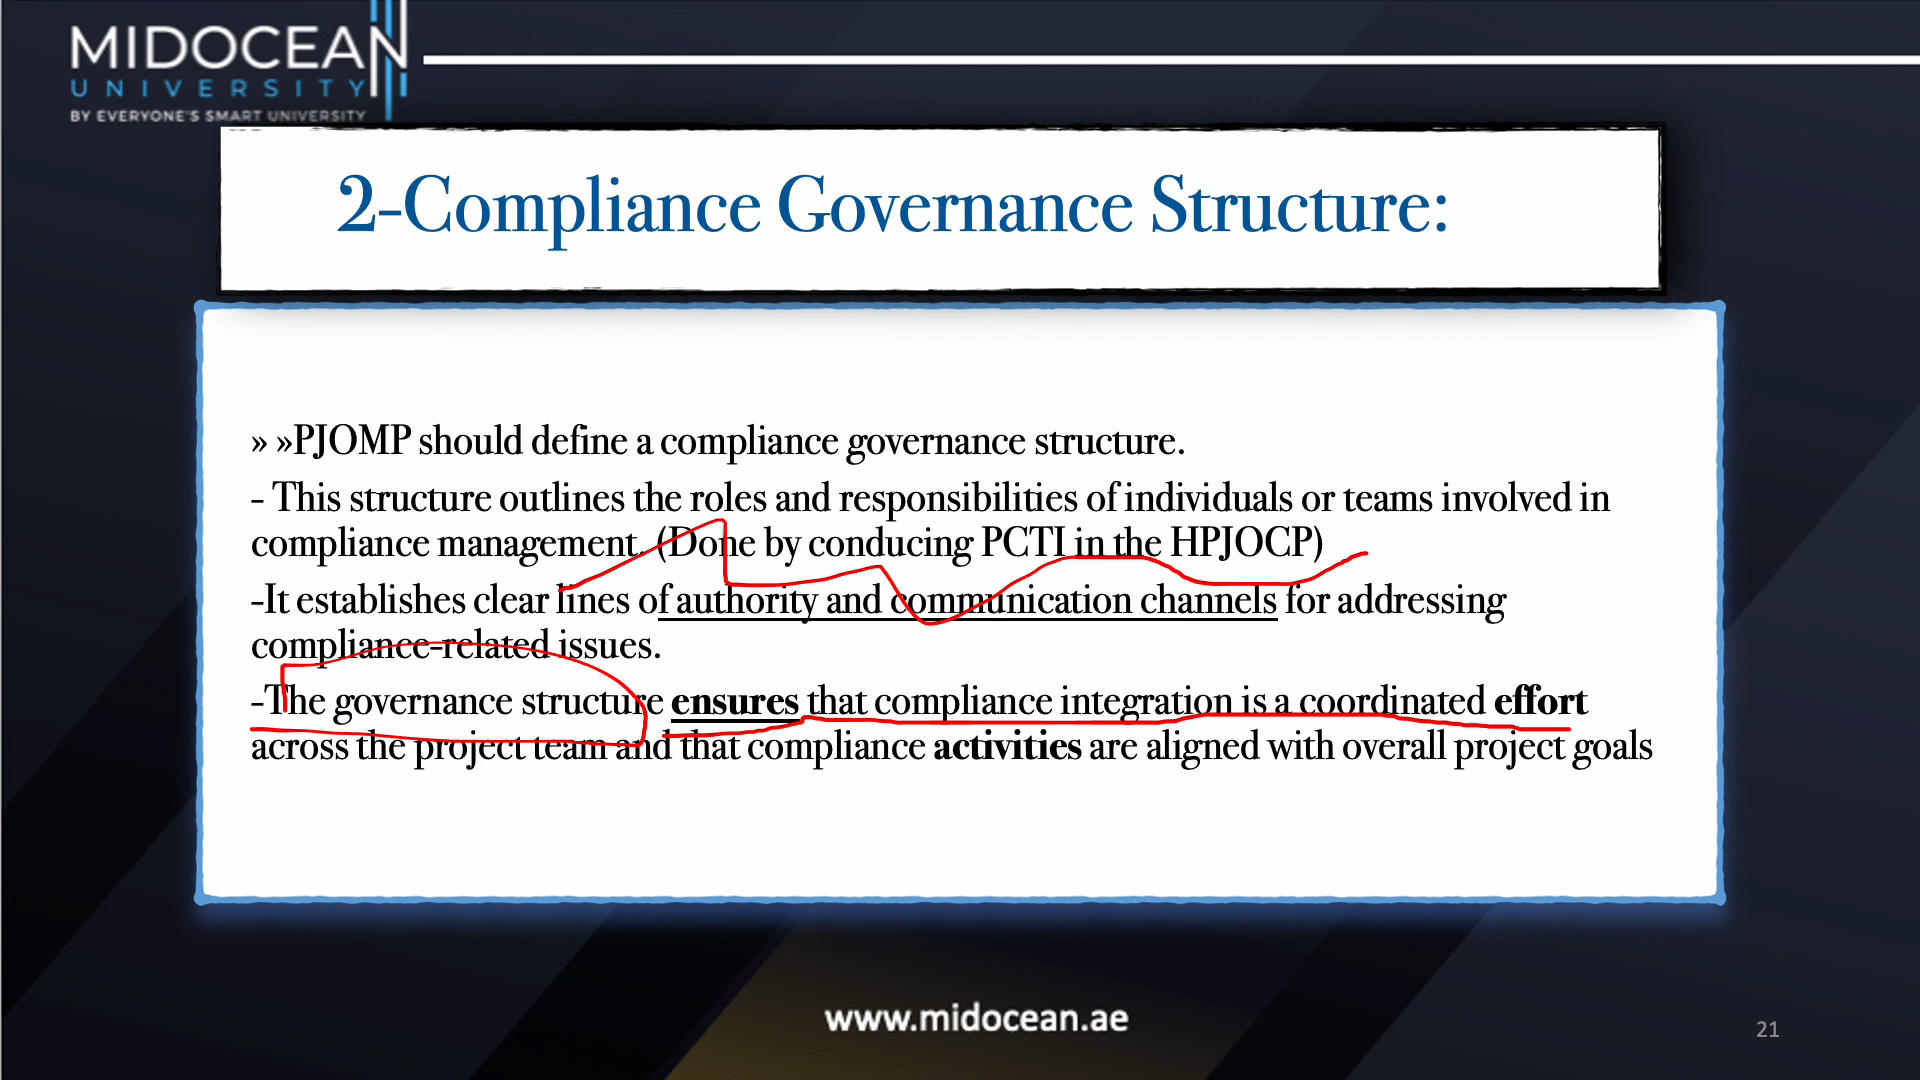 MIDOCEAN
UNIVERSITY
BY EVERYONE'S SMART UNIVERSITY
2-Compliance Governance Structure:
» »PJOMP should define a compliance governance structure.
- This structure outlines the roles and responsibilities of individuals or teams involved in
compliance management. (Done by conducing PCTI in the HPJOCP)
-It establishes clear lines of authority and communication channels for addressing
compliance-related issues.
-The governance structure ensures that compliance integration is a coordinated effort
across the project team and that compliance activities are aligned with overall project goals
www.midocean.ae
21